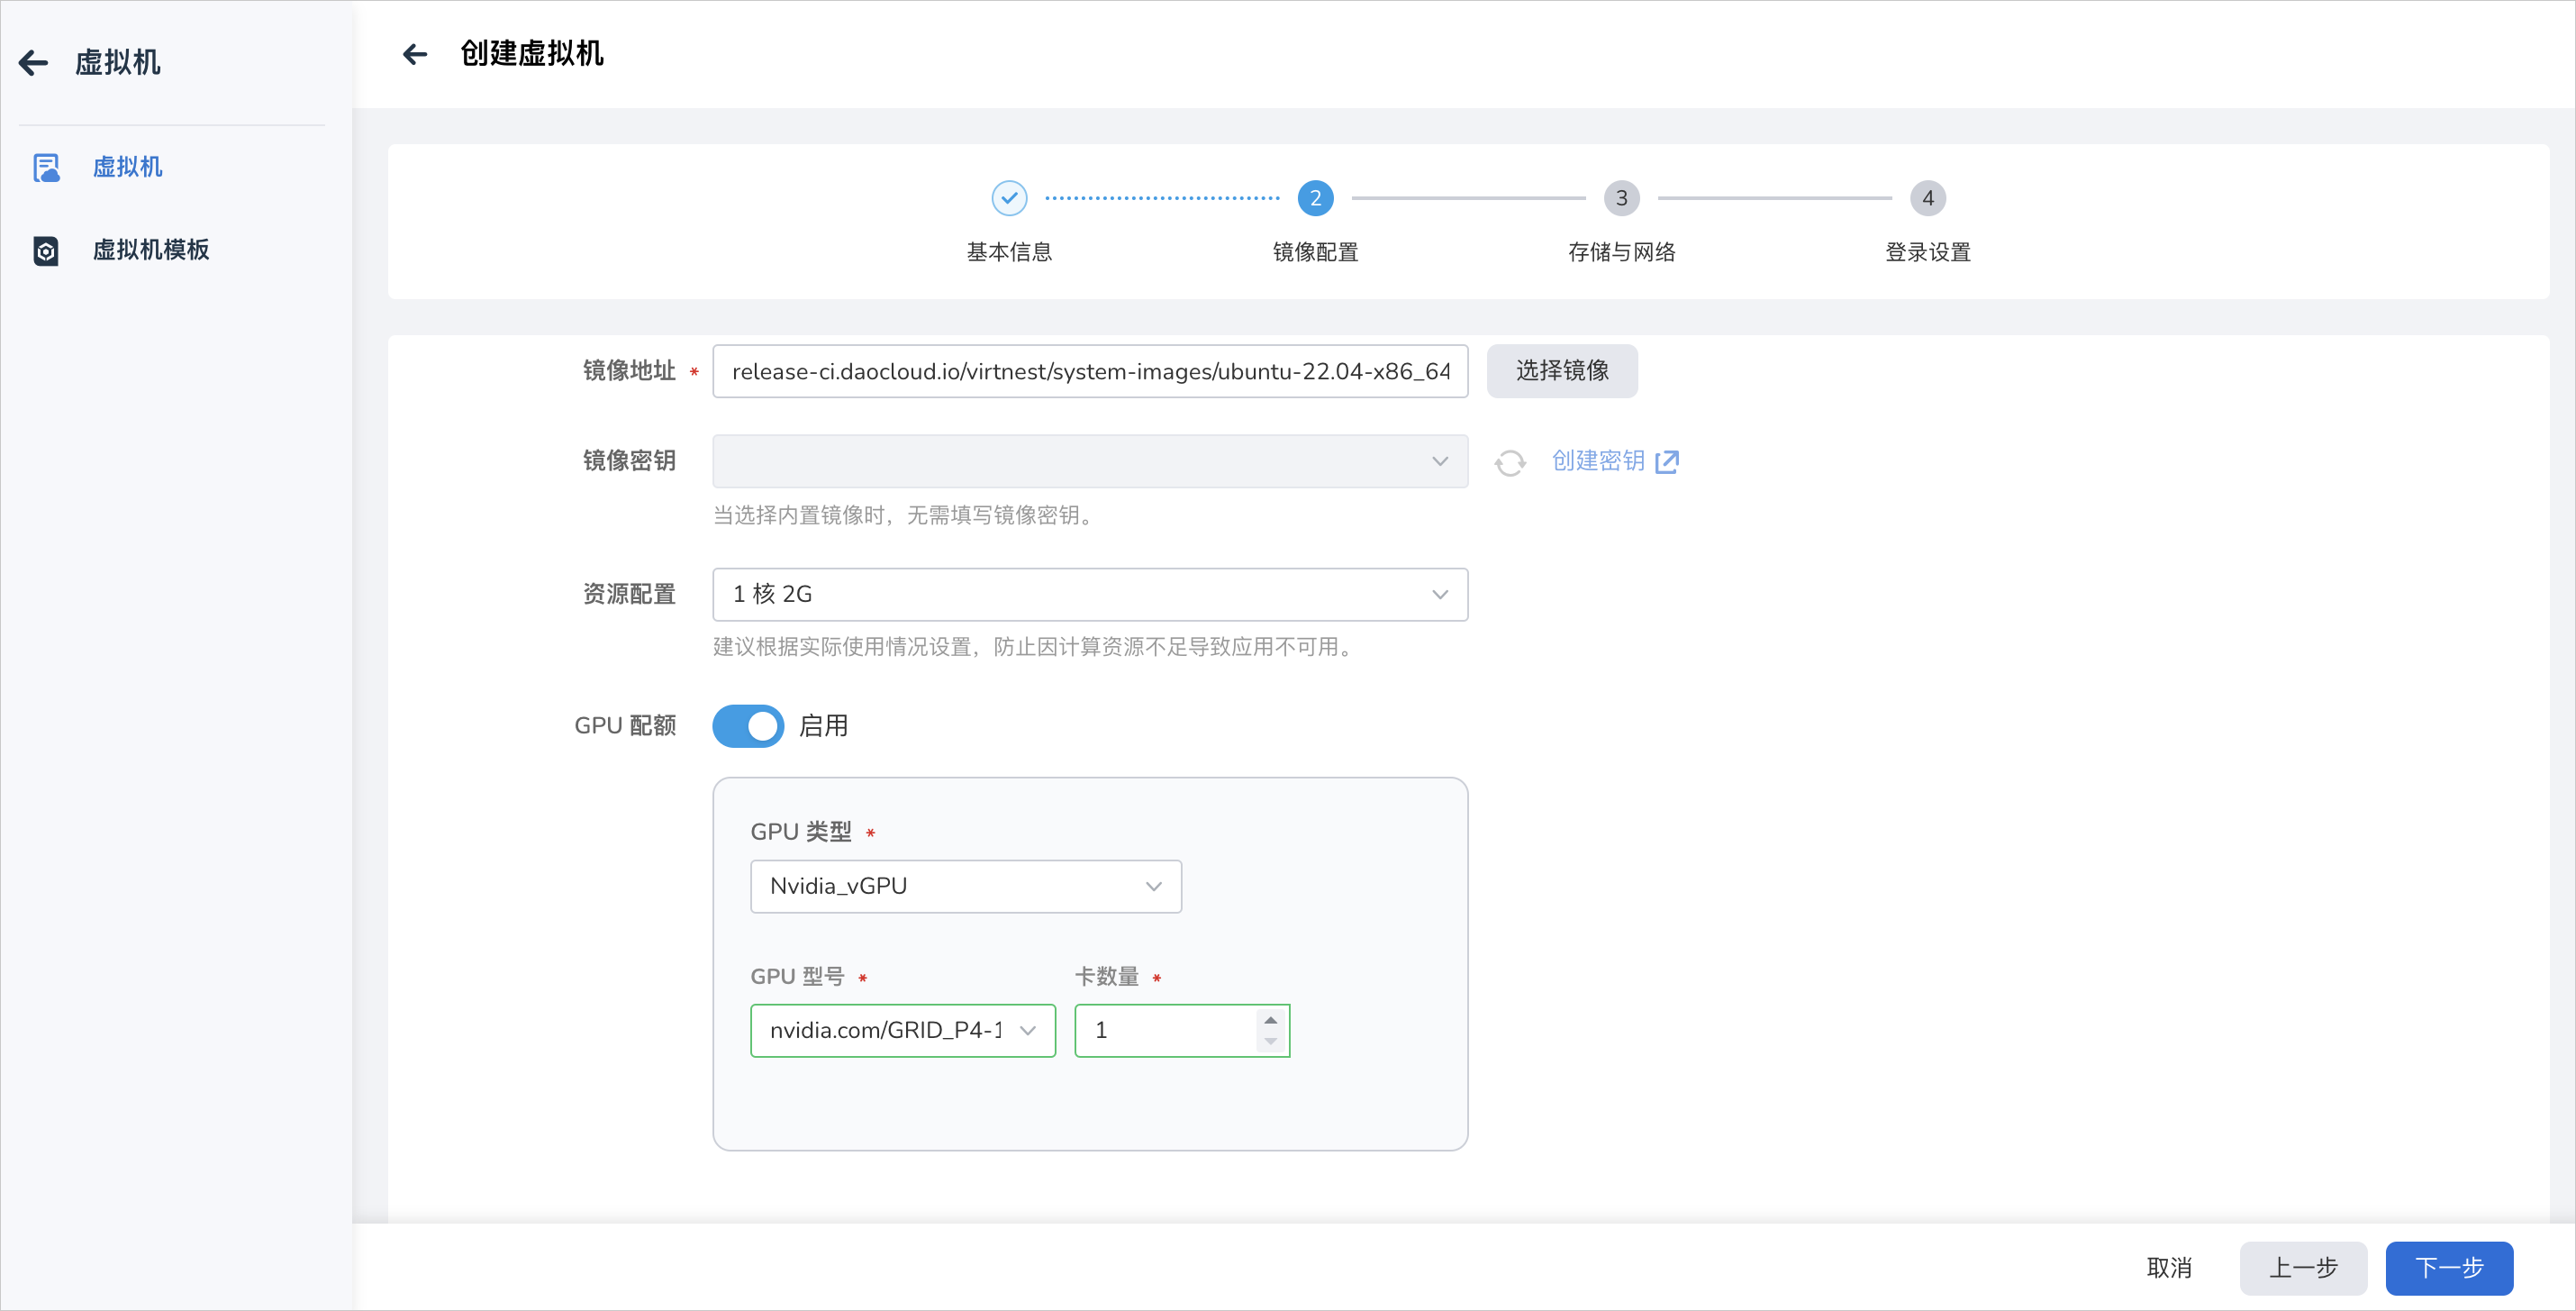 虚拟机
虚拟机
虚拟机模板
创建虚拟机
2
3
4
基本信息
镜像配置
存储与网络
登录设置
镜像地址 *
release-ci.daocloud.io/virtnest/system-images/ubuntu-22.04-x86_64
选择镜像
镜像密钥
创建密钥
当选择内置镜像时，无需填写镜像密钥。
资源配置
1 核 2G
建议根据实际使用情况设置，防止因计算资源不足导致应用不可用。
GPU 配额
启用
GPU 类型 *
Nvidia_vGPU
GPU 型号 *
卡数量 *
nvidia.com/GRID_P4-1
1
取消
上一步
下一步